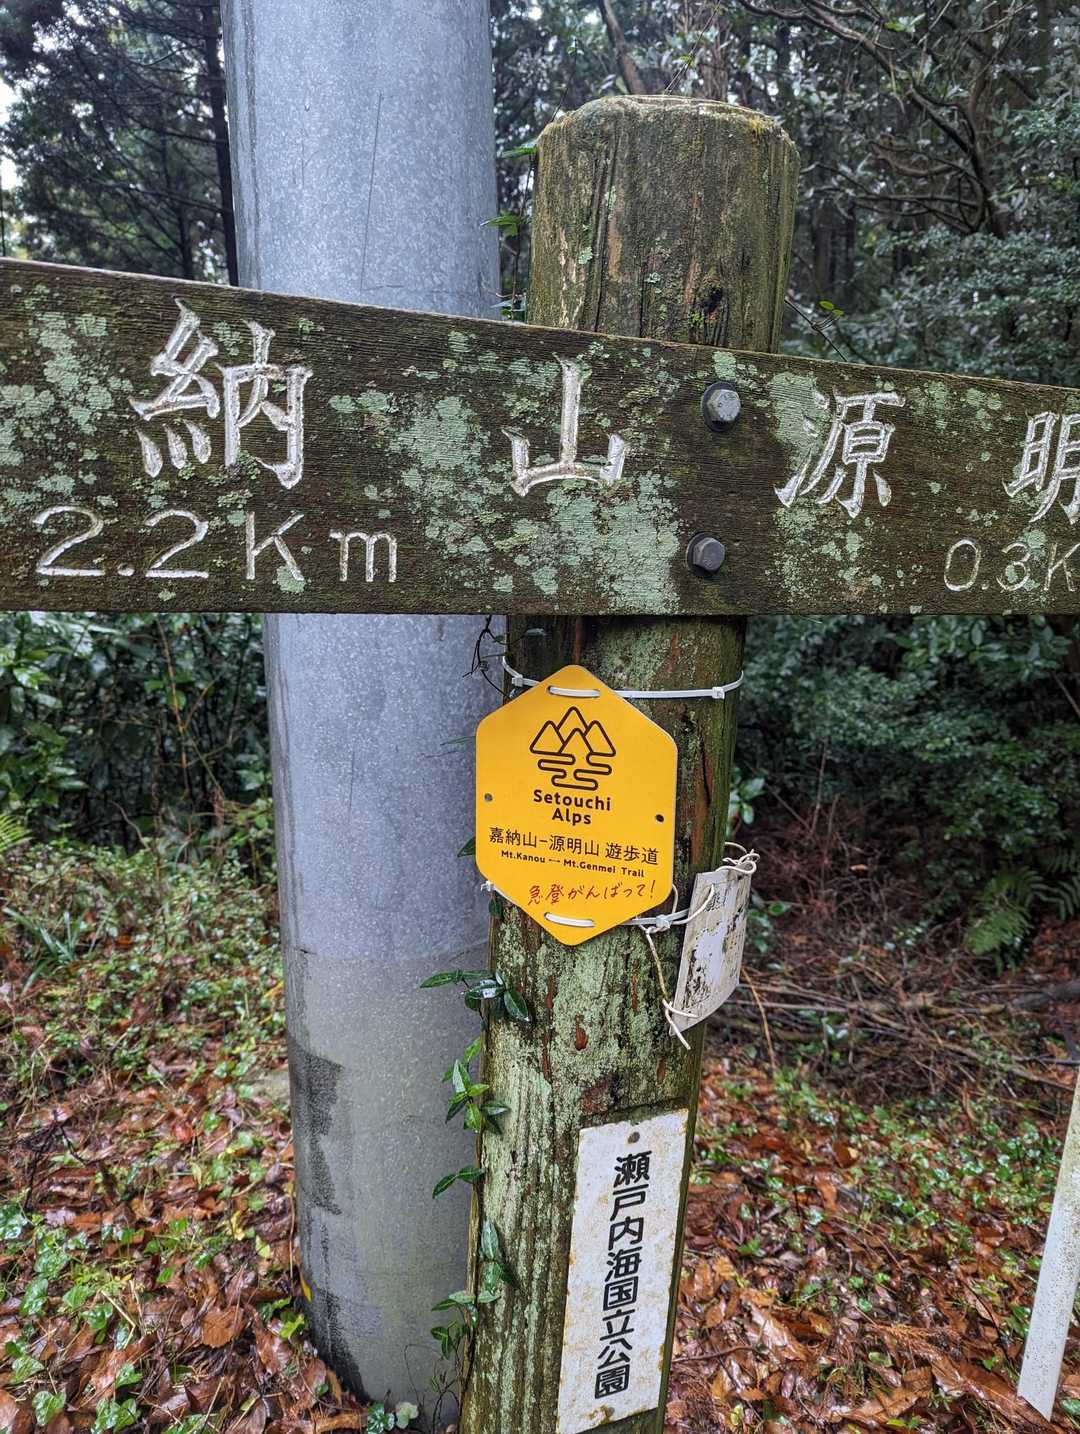 納山
2.2Km
源明
0.3K
Setouchi
Alps
嘉納山−源明山 遊歩道
Mt.Kanou ↔ Mt.Genmei Trail
急登がんばって!
瀬戸内海国立公園